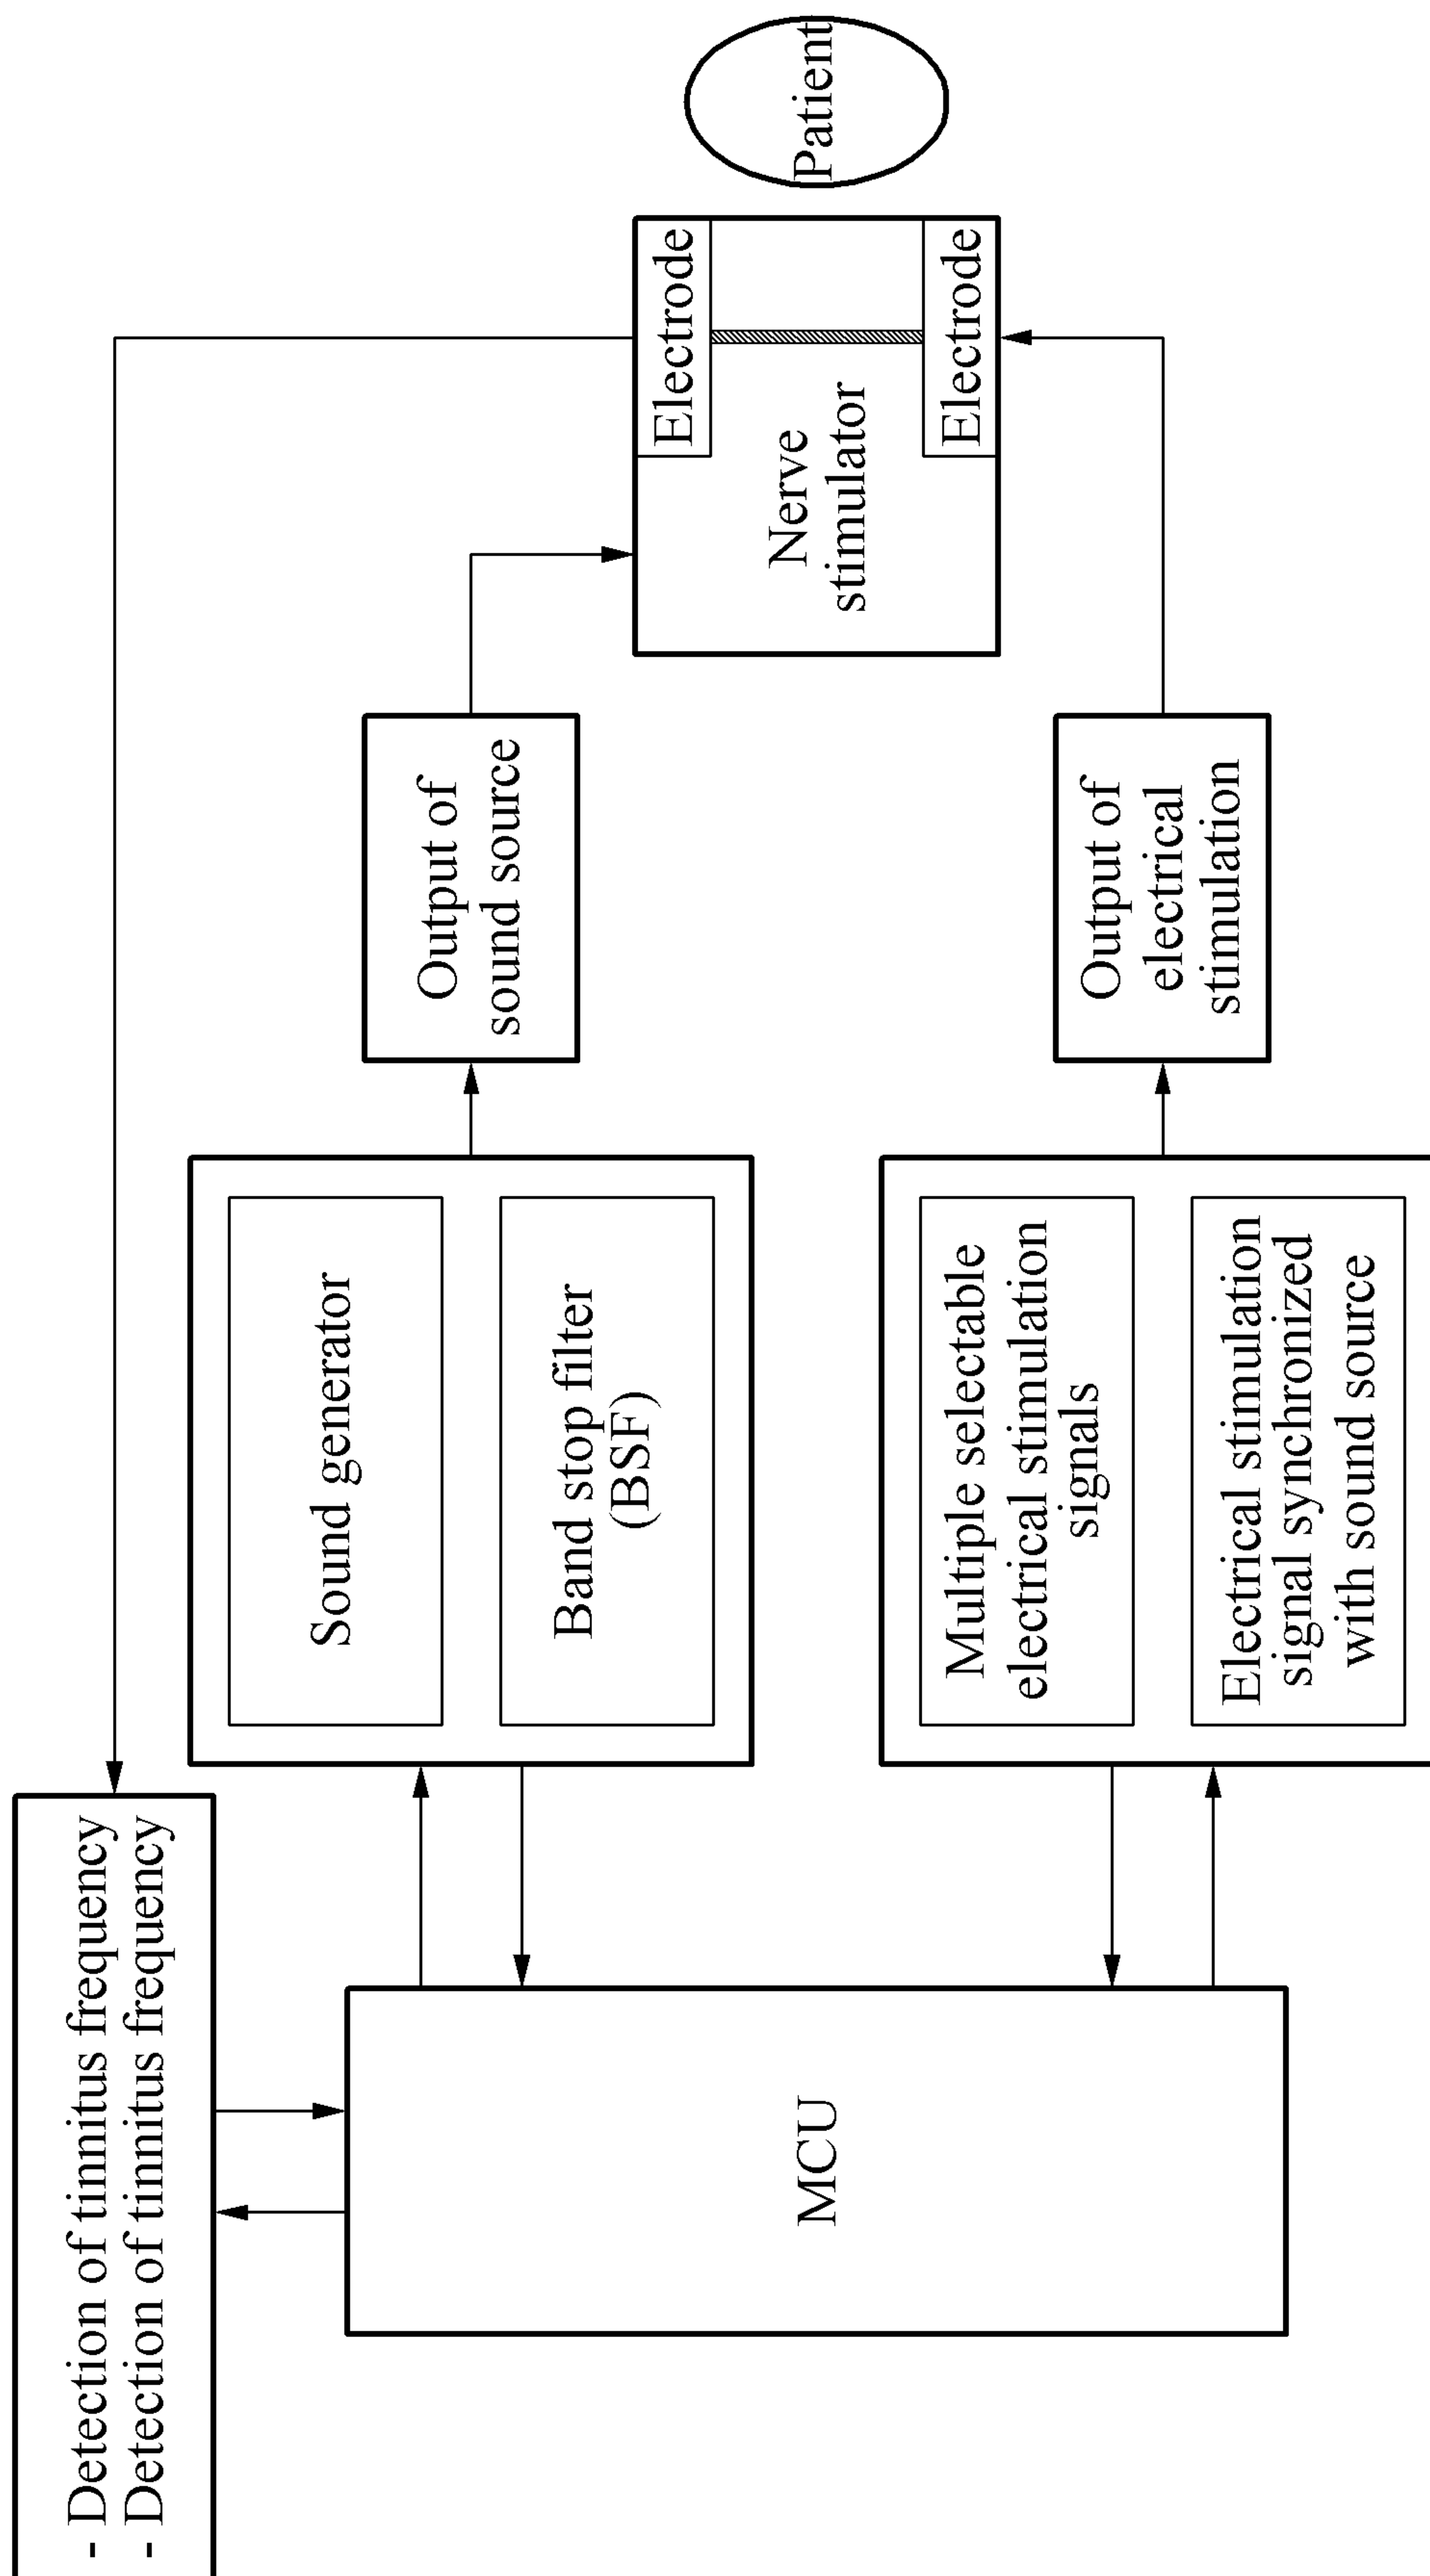 - Detection of tinnitus frequency
- Detection of tinnitus frequency
MCU
Sound generator
Band stop filter
(BSF)
Multiple selectable
electrical stimulation
signals
Electrical stimulation
signal synchronized
with sound source
Output of
sound source
Output of
electrical
stimulation
Electrode
Nerve
stimulator
Electrode
Patient